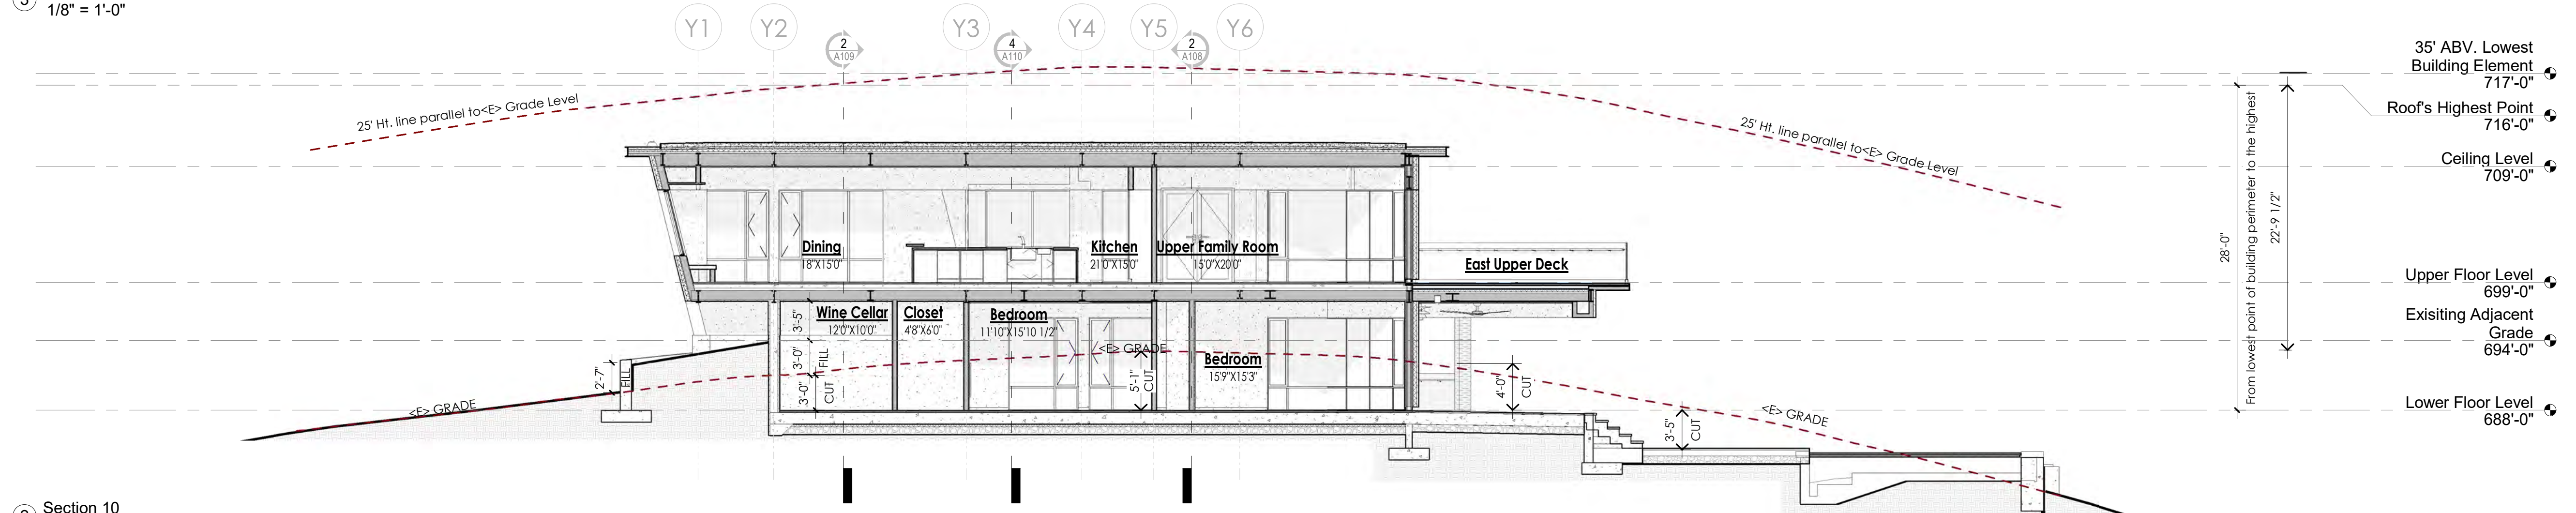 3
1/8" = 1'-0"
Y1
Y2
Y3
Y4
Y5
Y6
2
A109
4
A110
2
A108
25' Ht. line parallel to<E> Grade Level
25' Ht. line parallel to<E> Grade Level
35' ABV. Lowest
Building Element
717'-0"
Roof's Highest Point
716'-0"
Ceiling Level
709'-0"
Upper Floor Level
699'-0"
Exisiting Adjacent
Grade
694'-0"
Lower Floor Level
688'-0"
28'-0"
From lowest point of building perimeter to the highest
22'-9 1/2"
Dining
18"X15'0"
Kitchen
21'0"X15'0"
Upper Family Room
15'0"X20'0"
East Upper Deck
Wine Cellar
12'0"X10'0"
Closet
4'8"X6'0"
Bedroom
11'10"X15'10 1/2"
Bedroom
15'9"X15'3"
3'-5"
3'-0"
FILL
3'-0"
CUT
2'-7"
FILL
<E> GRADE
<E> GRADE
5'-1"
CUT
4'-0"
CUT
3'-5"
CUT
<E> GRADE
Section 10